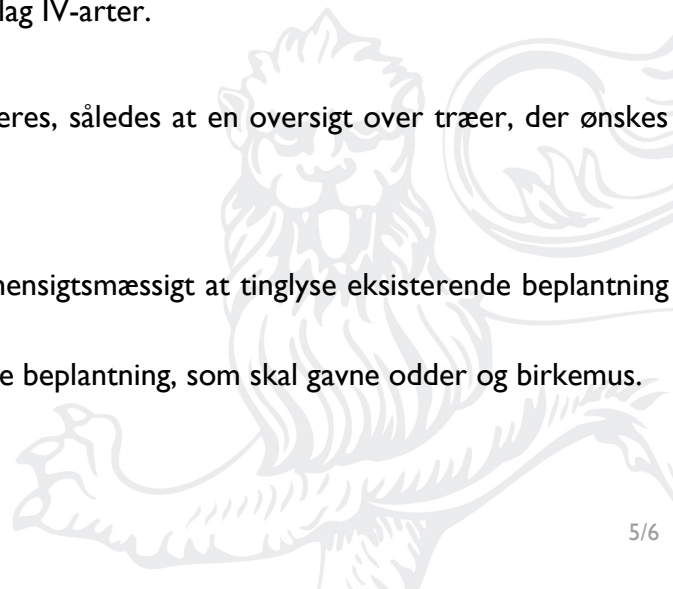 lag IV-arter.
eres, således at en oversigt over træer, der ønskes
hensigtsmæssigt at tinglyse eksisterende beplantning
e beplantning, som skal gavne odder og birkemus.
5/6